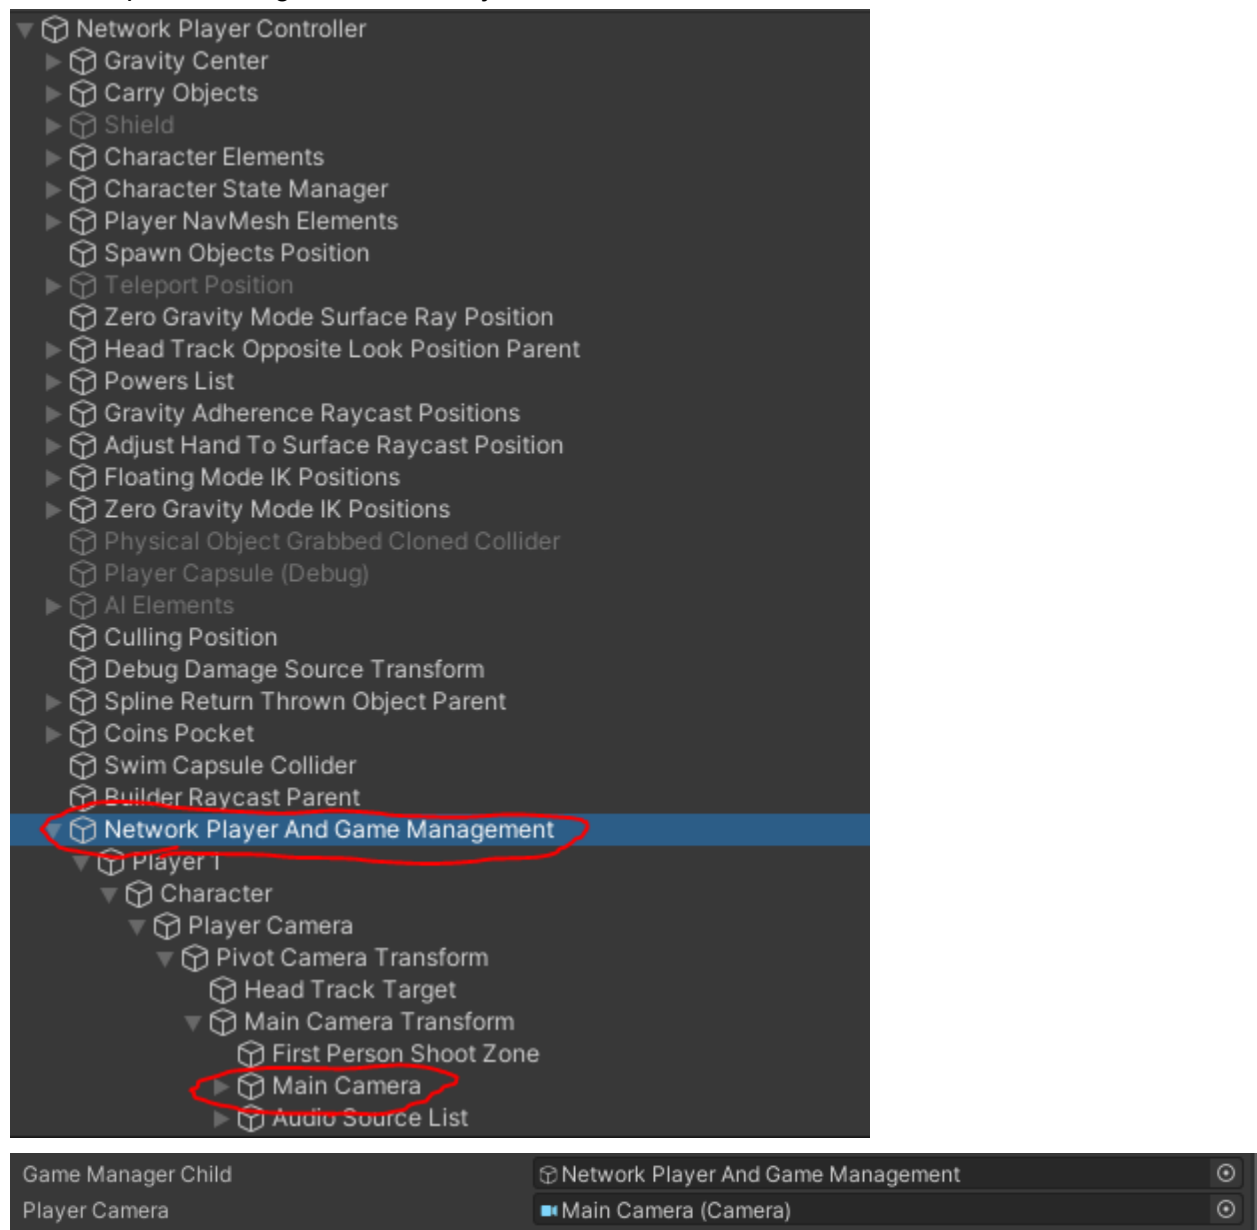 Network Player Controller
Gravity Center
Carry Objects
Shield
Character Elements
Character State Manager
Player NavMesh Elements
Spawn Objects Position
Teleport Position
Zero Gravity Mode Surface Ray Position
Head Track Opposite Look Position Parent
Powers List
Gravity Adherence Raycast Positions
Adjust Hand To Surface Raycast Position
Floating Mode IK Positions
Zero Gravity Mode IK Positions
Physical Object Grabbed Cloned Collider
Player Capsule (Debug)
AI Elements
Culling Position
Debug Damage Source Transform
Spline Return Thrown Object Parent
Coins Pocket
Swim Capsule Collider
Builder Raycast Parent
Network Player And Game Management
Player 1
Character
Player Camera
Pivot Camera Transform
Head Track Target
Main Camera Transform
First Person Shoot Zone
Main Camera
Audio Source List
Game Manager Child Network Player And Game Management
Player Camera Main Camera (Camera)